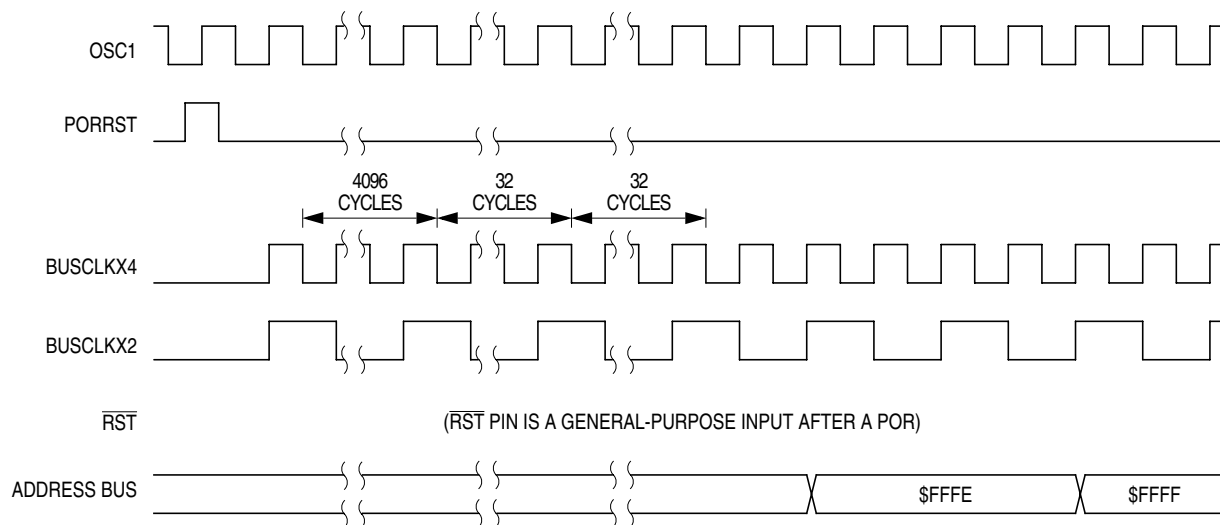 OSC1
PORRST
4096
CYCLES
32
CYCLES
32
CYCLES
BUSCLKX4
BUSCLKX2
RST
(RST PIN IS A GENERAL-PURPOSE INPUT AFTER A POR)
ADDRESS BUS
$FFFE
$FFFF